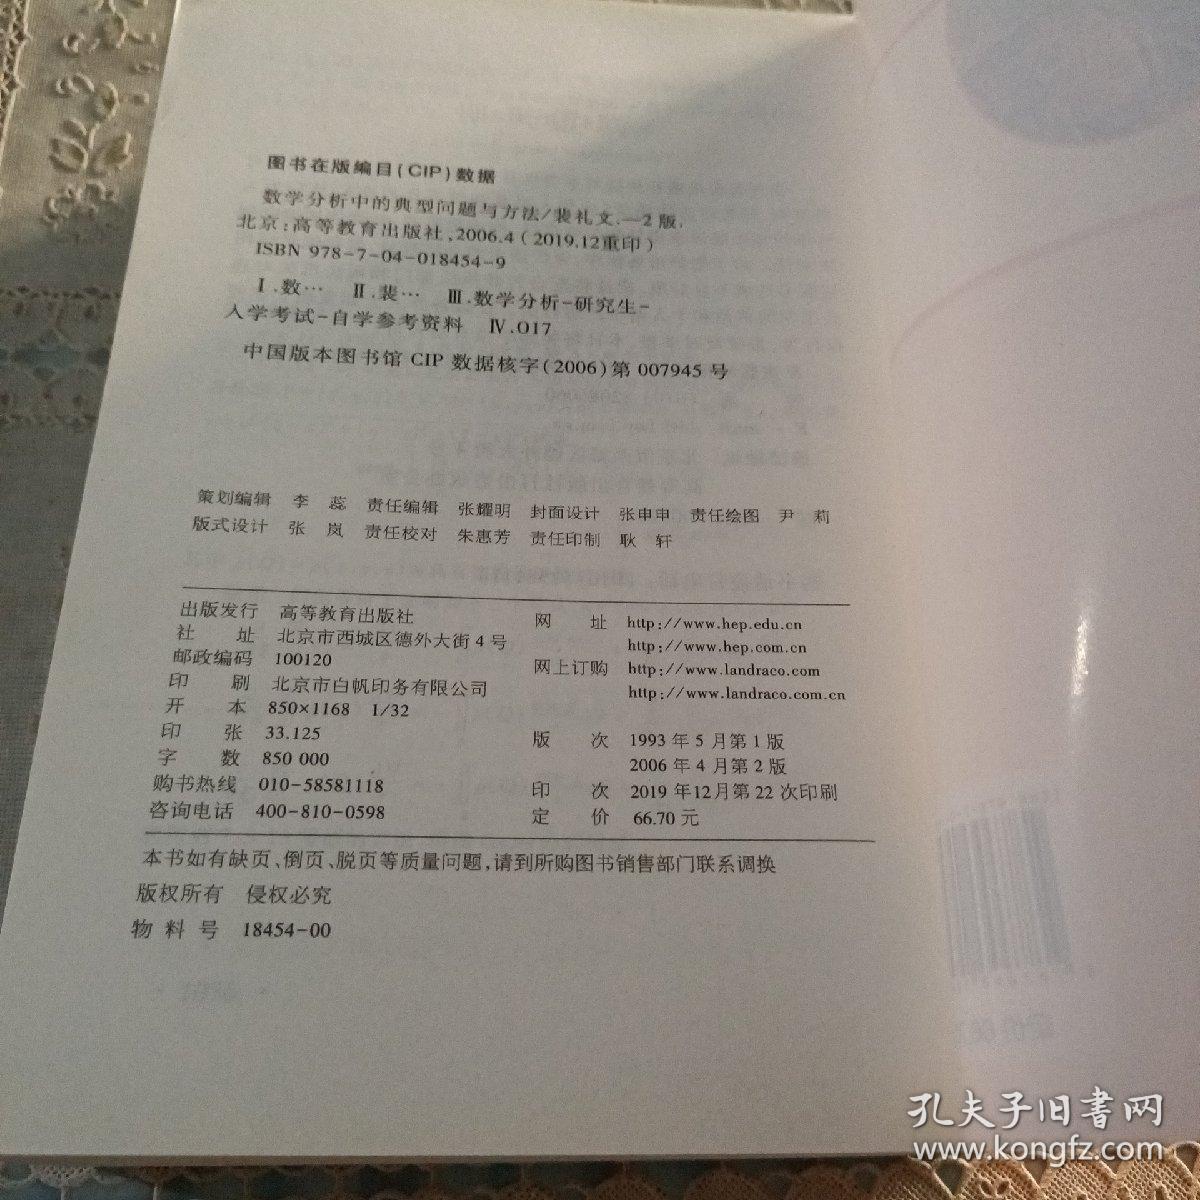 图书在版编目(CIP)数据
数学分析中的典型问题与方法/裴礼文.—2版.
北京:高等教育出版社,2006.4(2019.12重印)
ISBN 978-7-04-018454-9
Ⅰ.数… Ⅱ.裴… Ⅲ.数学分析-研究生-
入学考试-自学参考资料 Ⅳ.O17
中国版本图书馆CIP数据核字(2006)第007945号
策划编辑 李 蕊 责任编辑 张耀明 封面设计 张申申 责任绘图 尹 莉
版式设计 张 岚 责任校对 朱惠芳 责任印制 耿 轩
出版发行 高等教育出版社
社 址 北京市西城区德外大街4号
邮政编码 100120
印 刷 北京市白帆印务有限公司
开 本 850×1168 1/32
印 张 33.125
字 数 850 000
购书热线 010-58581118
咨询电话 400-810-0598
网 址 http://www.hep.edu.cn
http://www.hep.com.cn
网上订购 http://www.landraco.com
http://www.landraco.com.cn
版 次 1993年5月第1版
2006年4月第2版
印 次 2019年12月第22次印刷
定 价 66.70元
本书如有缺页、倒页、脱页等质量问题,请到所购图书销售部门联系调换
版权所有 侵权必究
物 料 号 18454-00
孔夫子旧书网
www.kongfz.com